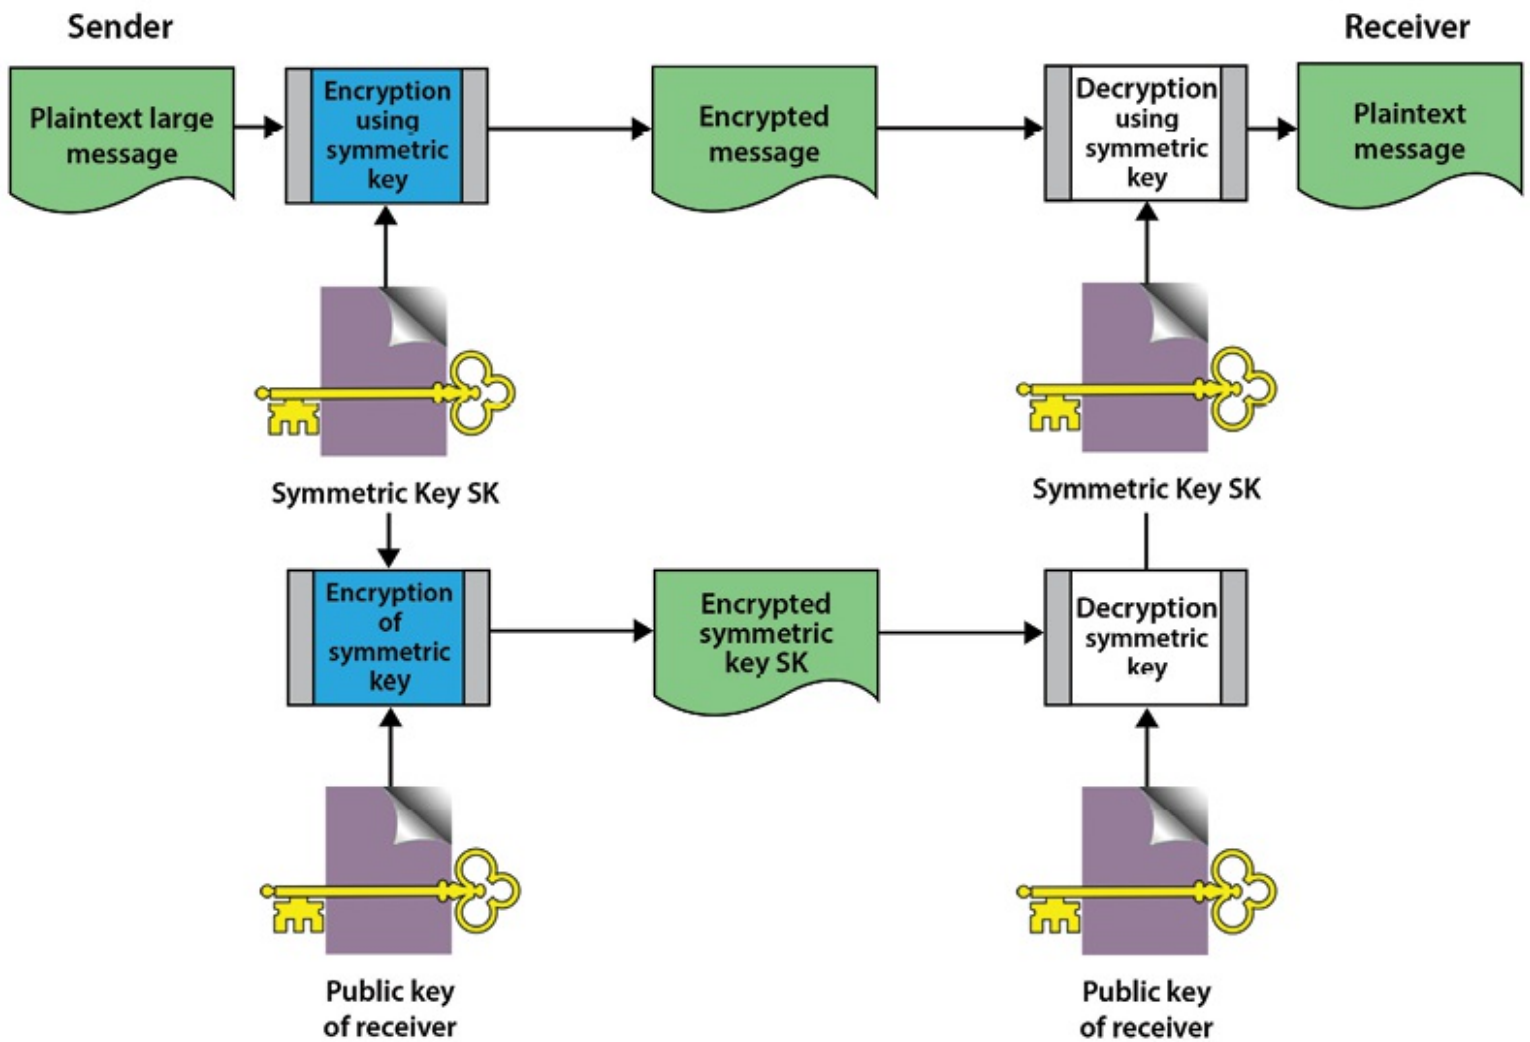 Sender
Receiver
Plaintext large
message
Encryption
using
symmetric
key
Encrypted
message
Decryption
using
symmetric
key
Plaintext
message
Symmetric Key SK
Symmetric Key SK
Encryption
of
symmetric
key
Encrypted
symmetric
key SK
Decryption
symmetric
key
Public key
of receiver
Public key
of receiver